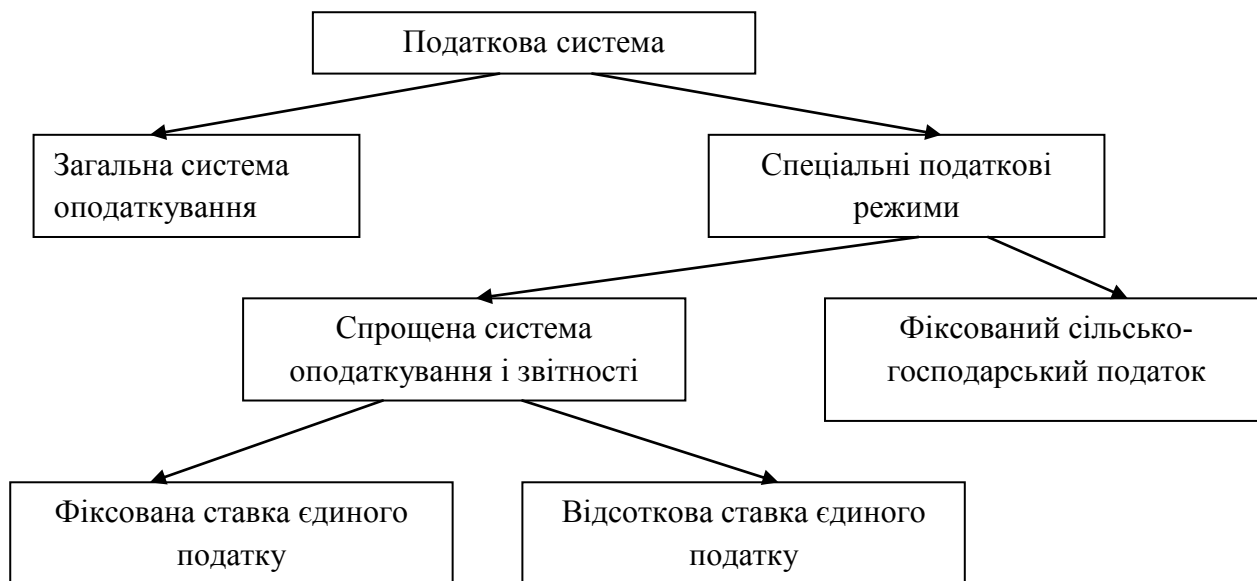 Податкова система
Загальна система
оподаткування
Спеціальні податкові
режими
Спрощена система
оподаткування і звітності
Фіксований сільсько-
господарський податок
Фіксована ставка єдиного
податку
Відсоткова ставка єдиного
податку